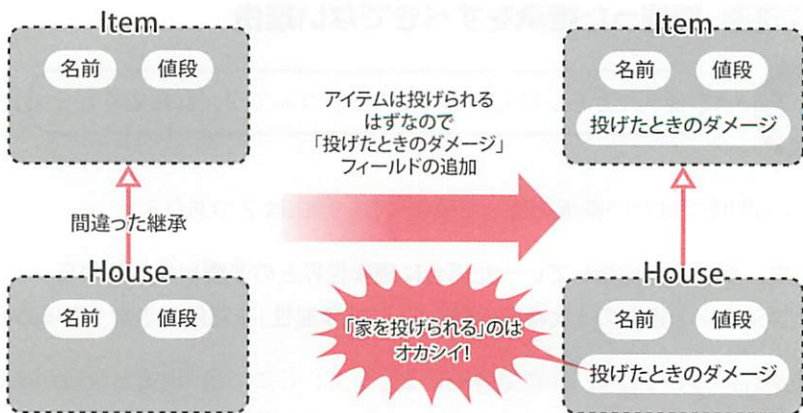 Item
名前 値段
間違った継承
House
名前 値段
アイテムは投げられる
はずなので
「投げたときのダメージ」
フィールドの追加
Item
名前 値段
投げたときのダメージ
「家を投げられる」のは
オカシイ!
House
名前 値段
投げたときのダメージ